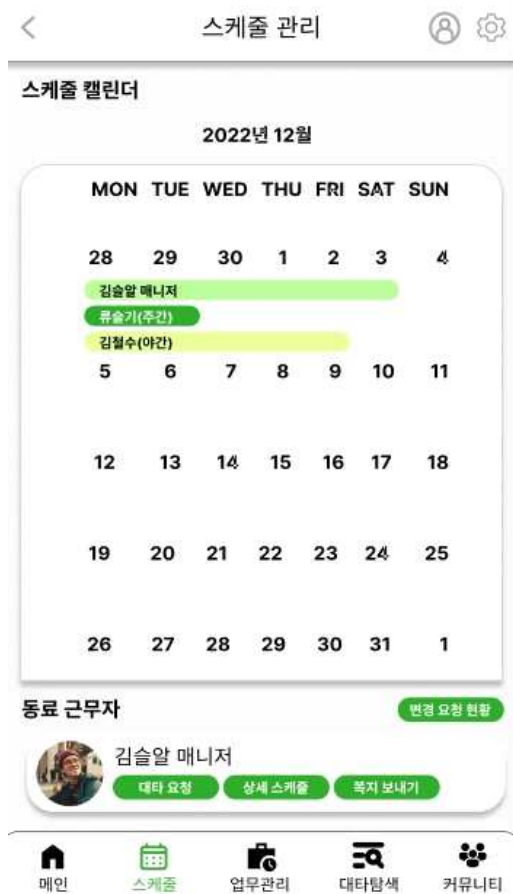 스케줄 관리
스케줄 캘린더
2022년 12월
MON TUE WED THU FRI SAT SUN
28 29 30 1 2 3 4
김슬알 매니저
류슬기(주간)
김철수(야간)
5 6 7 8 9 10 11
12 13 14 15 16 17 18
19 20 21 22 23 24 25
26 27 28 29 30 31 1
동료 근무자 변경 요청 현황
김슬알 매니저
대타 요청 상세 스케줄 쪽지 보내기
메인 스케줄 업무관리 대타탐색 커뮤니티